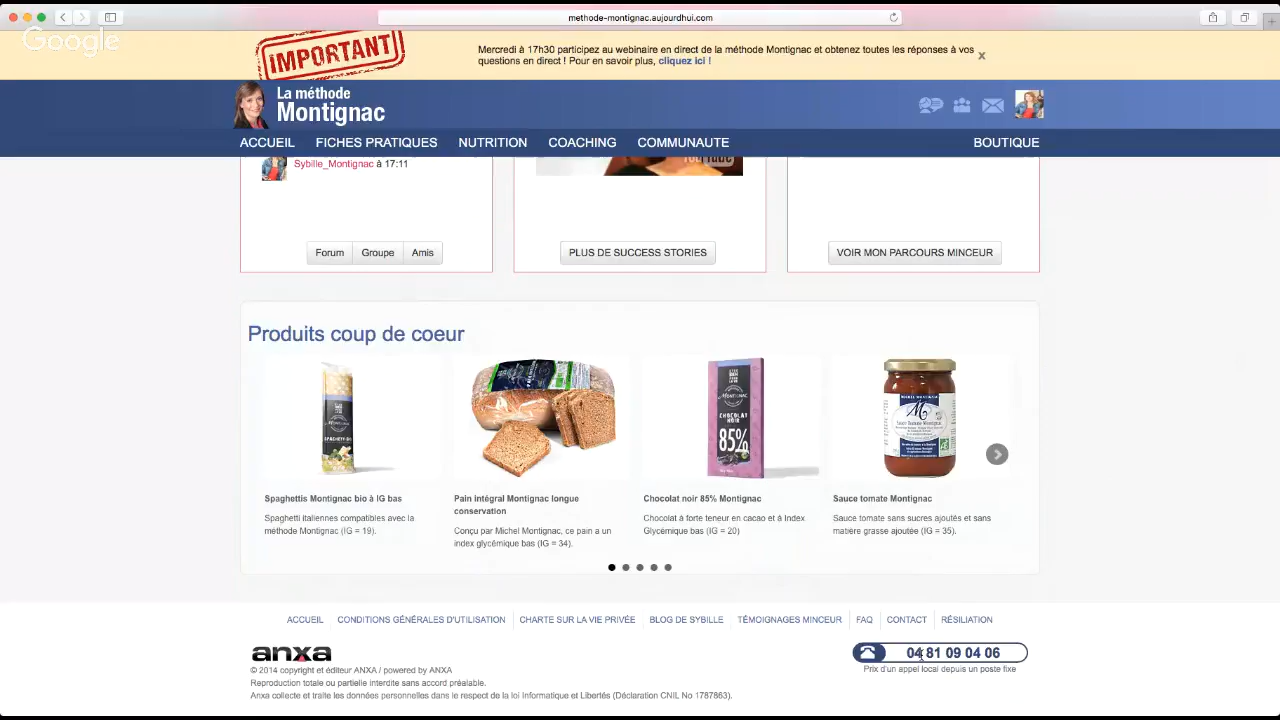 methode-montignac.aujourdhui.com
Google
IMPORTANT
Mercredi à 17h30 participez au webinaire en direct de la méthode Montignac et obtenez toutes les réponses à vos
questions en direct ! Pour en savoir plus, cliquez ici !
x
La méthode
Montignac
ACCUEIL FICHES PRATIQUES NUTRITION COACHING COMMUNAUTE BOUTIQUE
Sybille_Montignac à 17:11
Forum Groupe Amis PLUS DE SUCCESS STORIES VOIR MON PARCOURS MINCEUR
Produits coup de coeur
MONTIGNAC
CHOCOLAT
NOIR
85%
Sauce Tomate Montignac
Spaghettis Montignac bio à IG bas
Spaghetti italiennes compatibles avec la
méthode Montignac (IG = 19).
Pain intégral Montignac longue
conservation
Conçu par Michel Montignac, ce pain a un
index glycémique bas (IG = 34).
Chocolat noir 85% Montignac
Chocolat à forte teneur en cacao et à Index
Glycémique bas (IG = 20)
Sauce tomate Montignac
Sauce tomate sans sucres ajoutés et sans
matière grasse ajoutée (IG = 35).
ACCUEIL CONDITIONS GÉNÉRALES D'UTILISATION CHARTE SUR LA VIE PRIVÉE BLOG DE SYBILLE TÉMOIGNAGES MINCEUR FAQ CONTACT RÉSILIATION
anxa
04 81 09 04 06
Prix d'un appel local depuis un poste fixe
© 2014 copyright et éditeur ANXA / powered by ANXA
Reproduction totale ou partielle interdite sans accord préalable.
Anxa collecte et traite les données personnelles dans le respect de la loi Informatique et Libertés (Déclaration CNIL No 1787863).